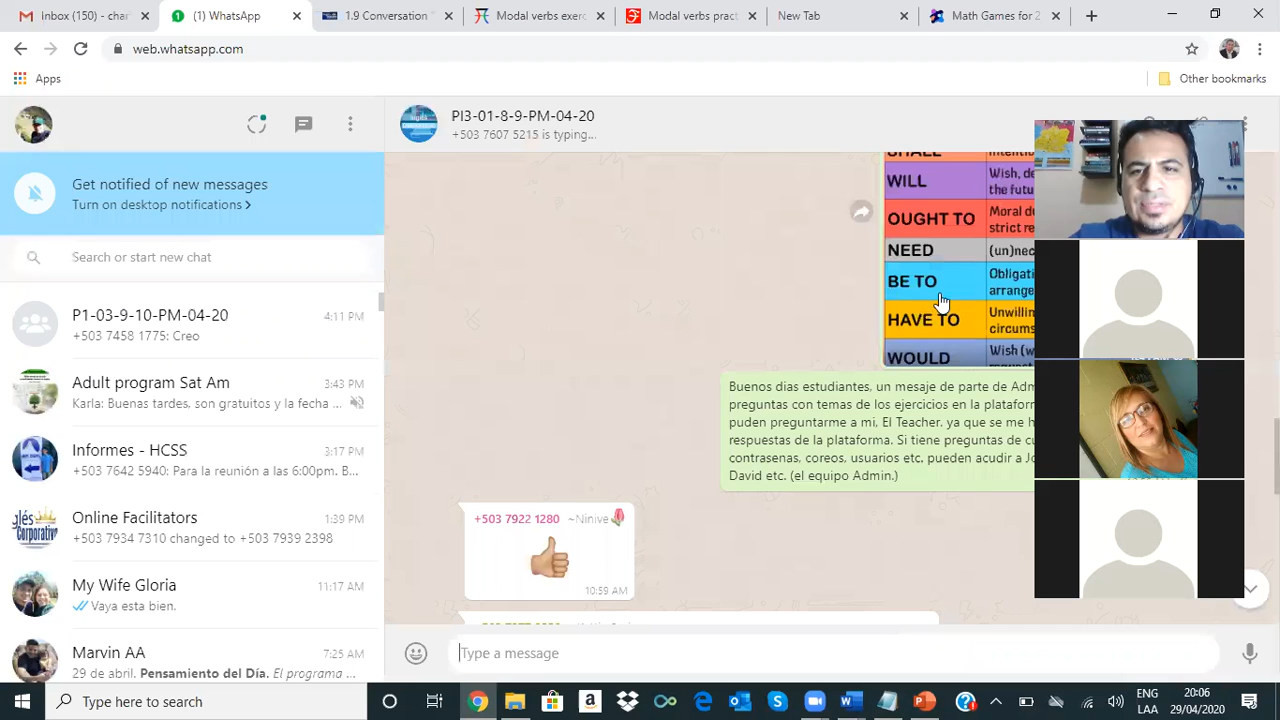 Inbox (150) - char
(1) WhatsApp
1.9 Conversation "
Modal verbs exerc
Modal verbs pract
New Tab
Math Games for 2
web.whatsapp.com
Apps
Other bookmarks
PI3-01-8-9-PM-04-20
+503 7607 5215 is typing...
Get notified of new messages
Turn on desktop notifications >
Search or start new chat
P1-03-9-10-PM-04-20
4:11 PM
+503 7458 1775: Creo
Adult program Sat Am
3:43 PM
Karla: Buenas tardes, son gratuitos y la fecha ...
Informes - HCSS
3:17 PM
+503 7642 5940: Para la reunión a las 6:00pm. B...
Online Facilitators
1:39 PM
+503 7934 7310 changed to +503 7939 2398
My Wife Gloria
11:17 AM
Vaya esta bien.
Marvin AA
7:25 AM
29 de abril. Pensamiento del Día. El programa ...
SHALL
WILL
Wish, de
the futu
OUGHT TO
Moral du
strict re
NEED
(un)nec
BE TO
Obligati
arrange
HAVE TO
Unwillin
circums
WOULD
Wish (w
Buenos dias estudiantes, un mesaje de parte de Adm
preguntas con temas de los ejercicios en la platafor
puden preguntarme a mi, El Teacher. ya que se me h
respuestas de la plataforma. Si tiene preguntas de cu
contrasenas, coreos, usuarios etc. pueden acudir a Jo
David etc. (el equipo Admin.)
+503 7922 1280 ~Ninive
10:59 AM
Type a message
Type here to search
ENG
LAA
20:06
29/04/2020